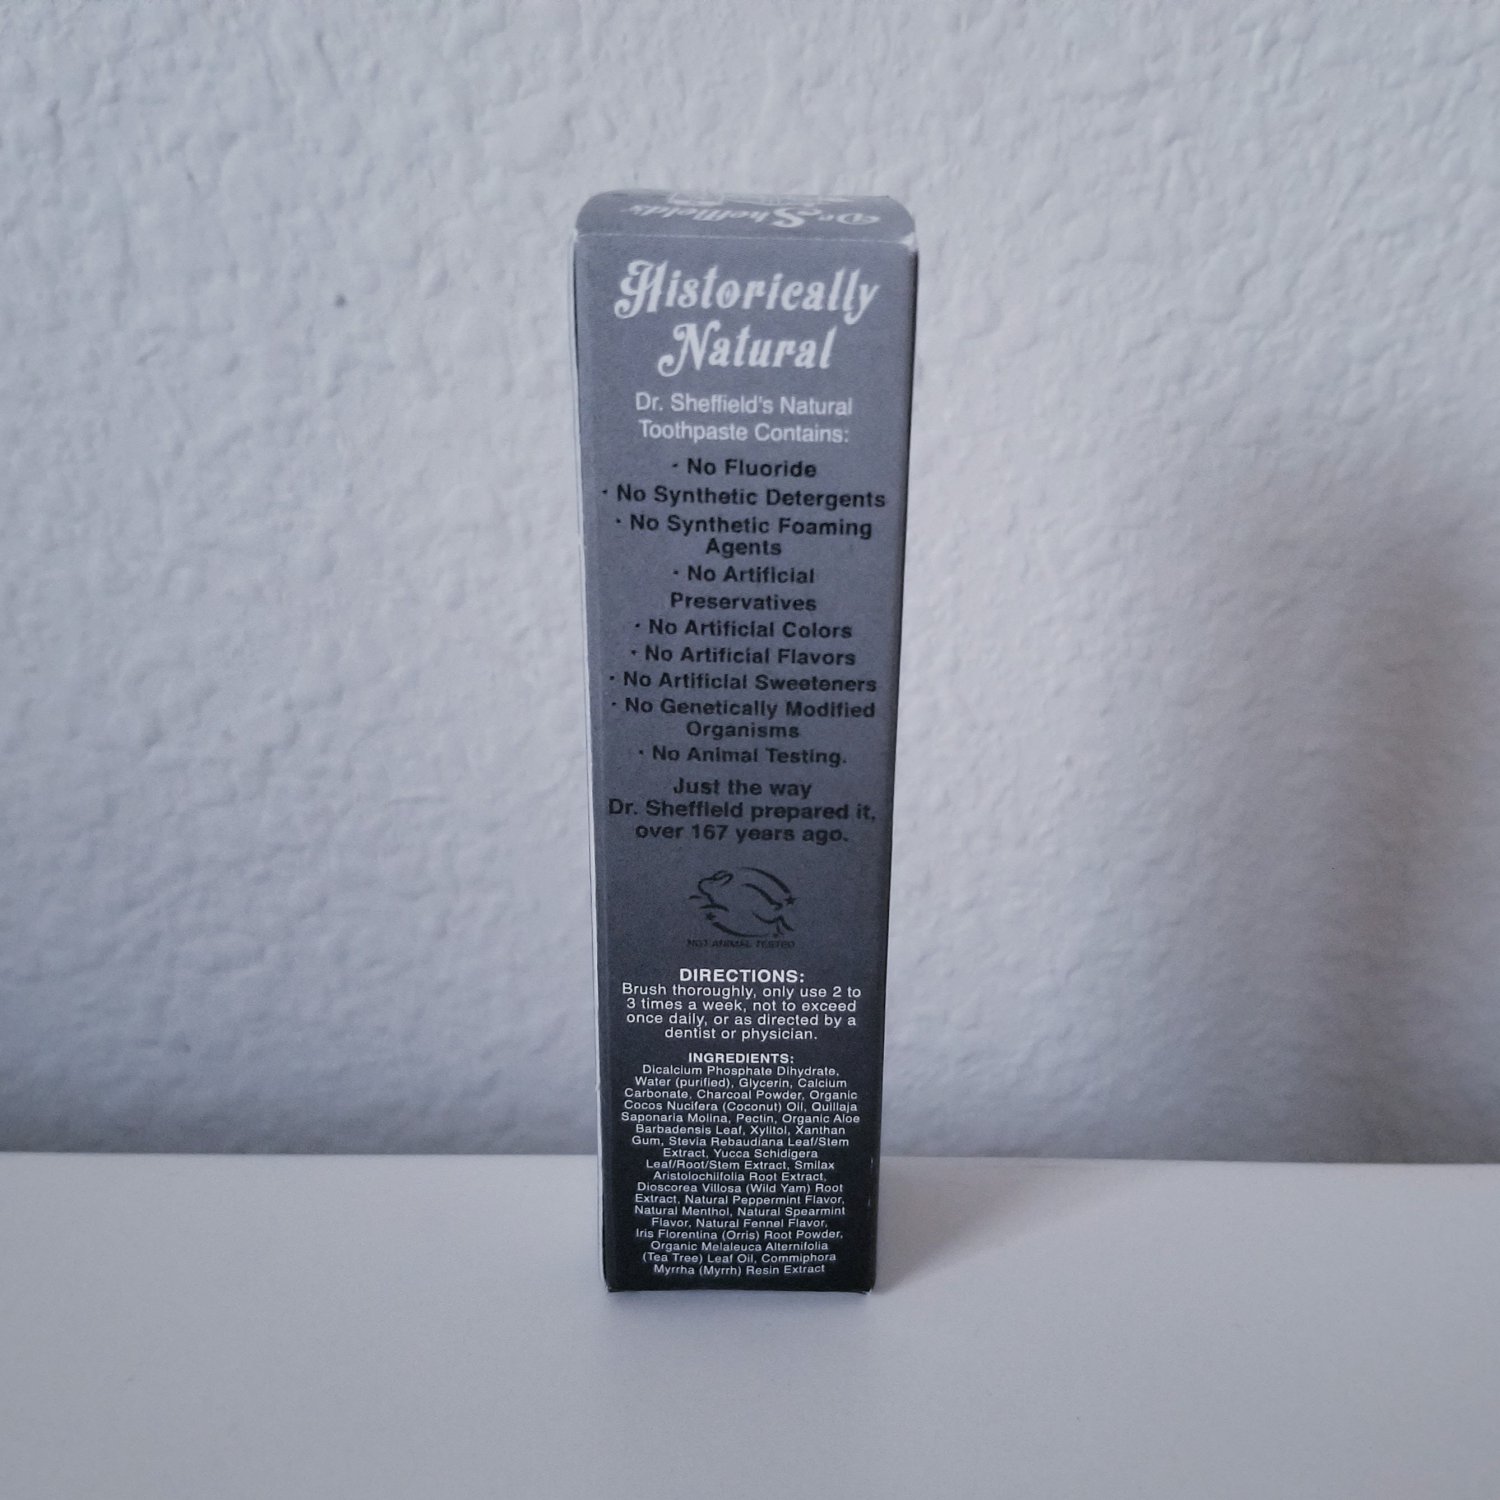 Dr. Sheffield's
Historically
Natural
Dr. Sheffield's Natural
Toothpaste Contains:
· No Fluoride
· No Synthetic Detergents
· No Synthetic Foaming
Agents
· No Artificial
Preservatives
· No Artificial Colors
· No Artificial Flavors
· No Artificial Sweeteners
· No Genetically Modified
Organisms
· No Animal Testing.
Just the way
Dr. Sheffield prepared it,
over 167 years ago.
NOT ANIMAL TESTED
DIRECTIONS:
Brush thoroughly, only use 2 to
3 times a week, not to exceed
once daily, or as directed by a
dentist or physician.
INGREDIENTS:
Dicalcium Phosphate Dihydrate,
Water (purified), Glycerin, Calcium
Carbonate, Charcoal Powder, Organic
Cocos Nucifera (Coconut) Oil, Quillaja
Saponaria Molina, Pectin, Organic Aloe
Barbadensis Leaf, Xylitol, Xanthan
Gum, Stevia Rebaudiana Leaf/Stem
Extract, Yucca Schidigera
Leaf/Root/Stem Extract, Smilax
Aristolochiifolia Root Extract,
Dioscorea Villosa (Wild Yam) Root
Extract, Natural Peppermint Flavor,
Natural Menthol, Natural Spearmint
Flavor, Natural Fennel Flavor,
Iris Florentina (Orris) Root Powder,
Organic Melaleuca Alternifolia
(Tea Tree) Leaf Oil, Commiphora
Myrrha (Myrrh) Resin Extract